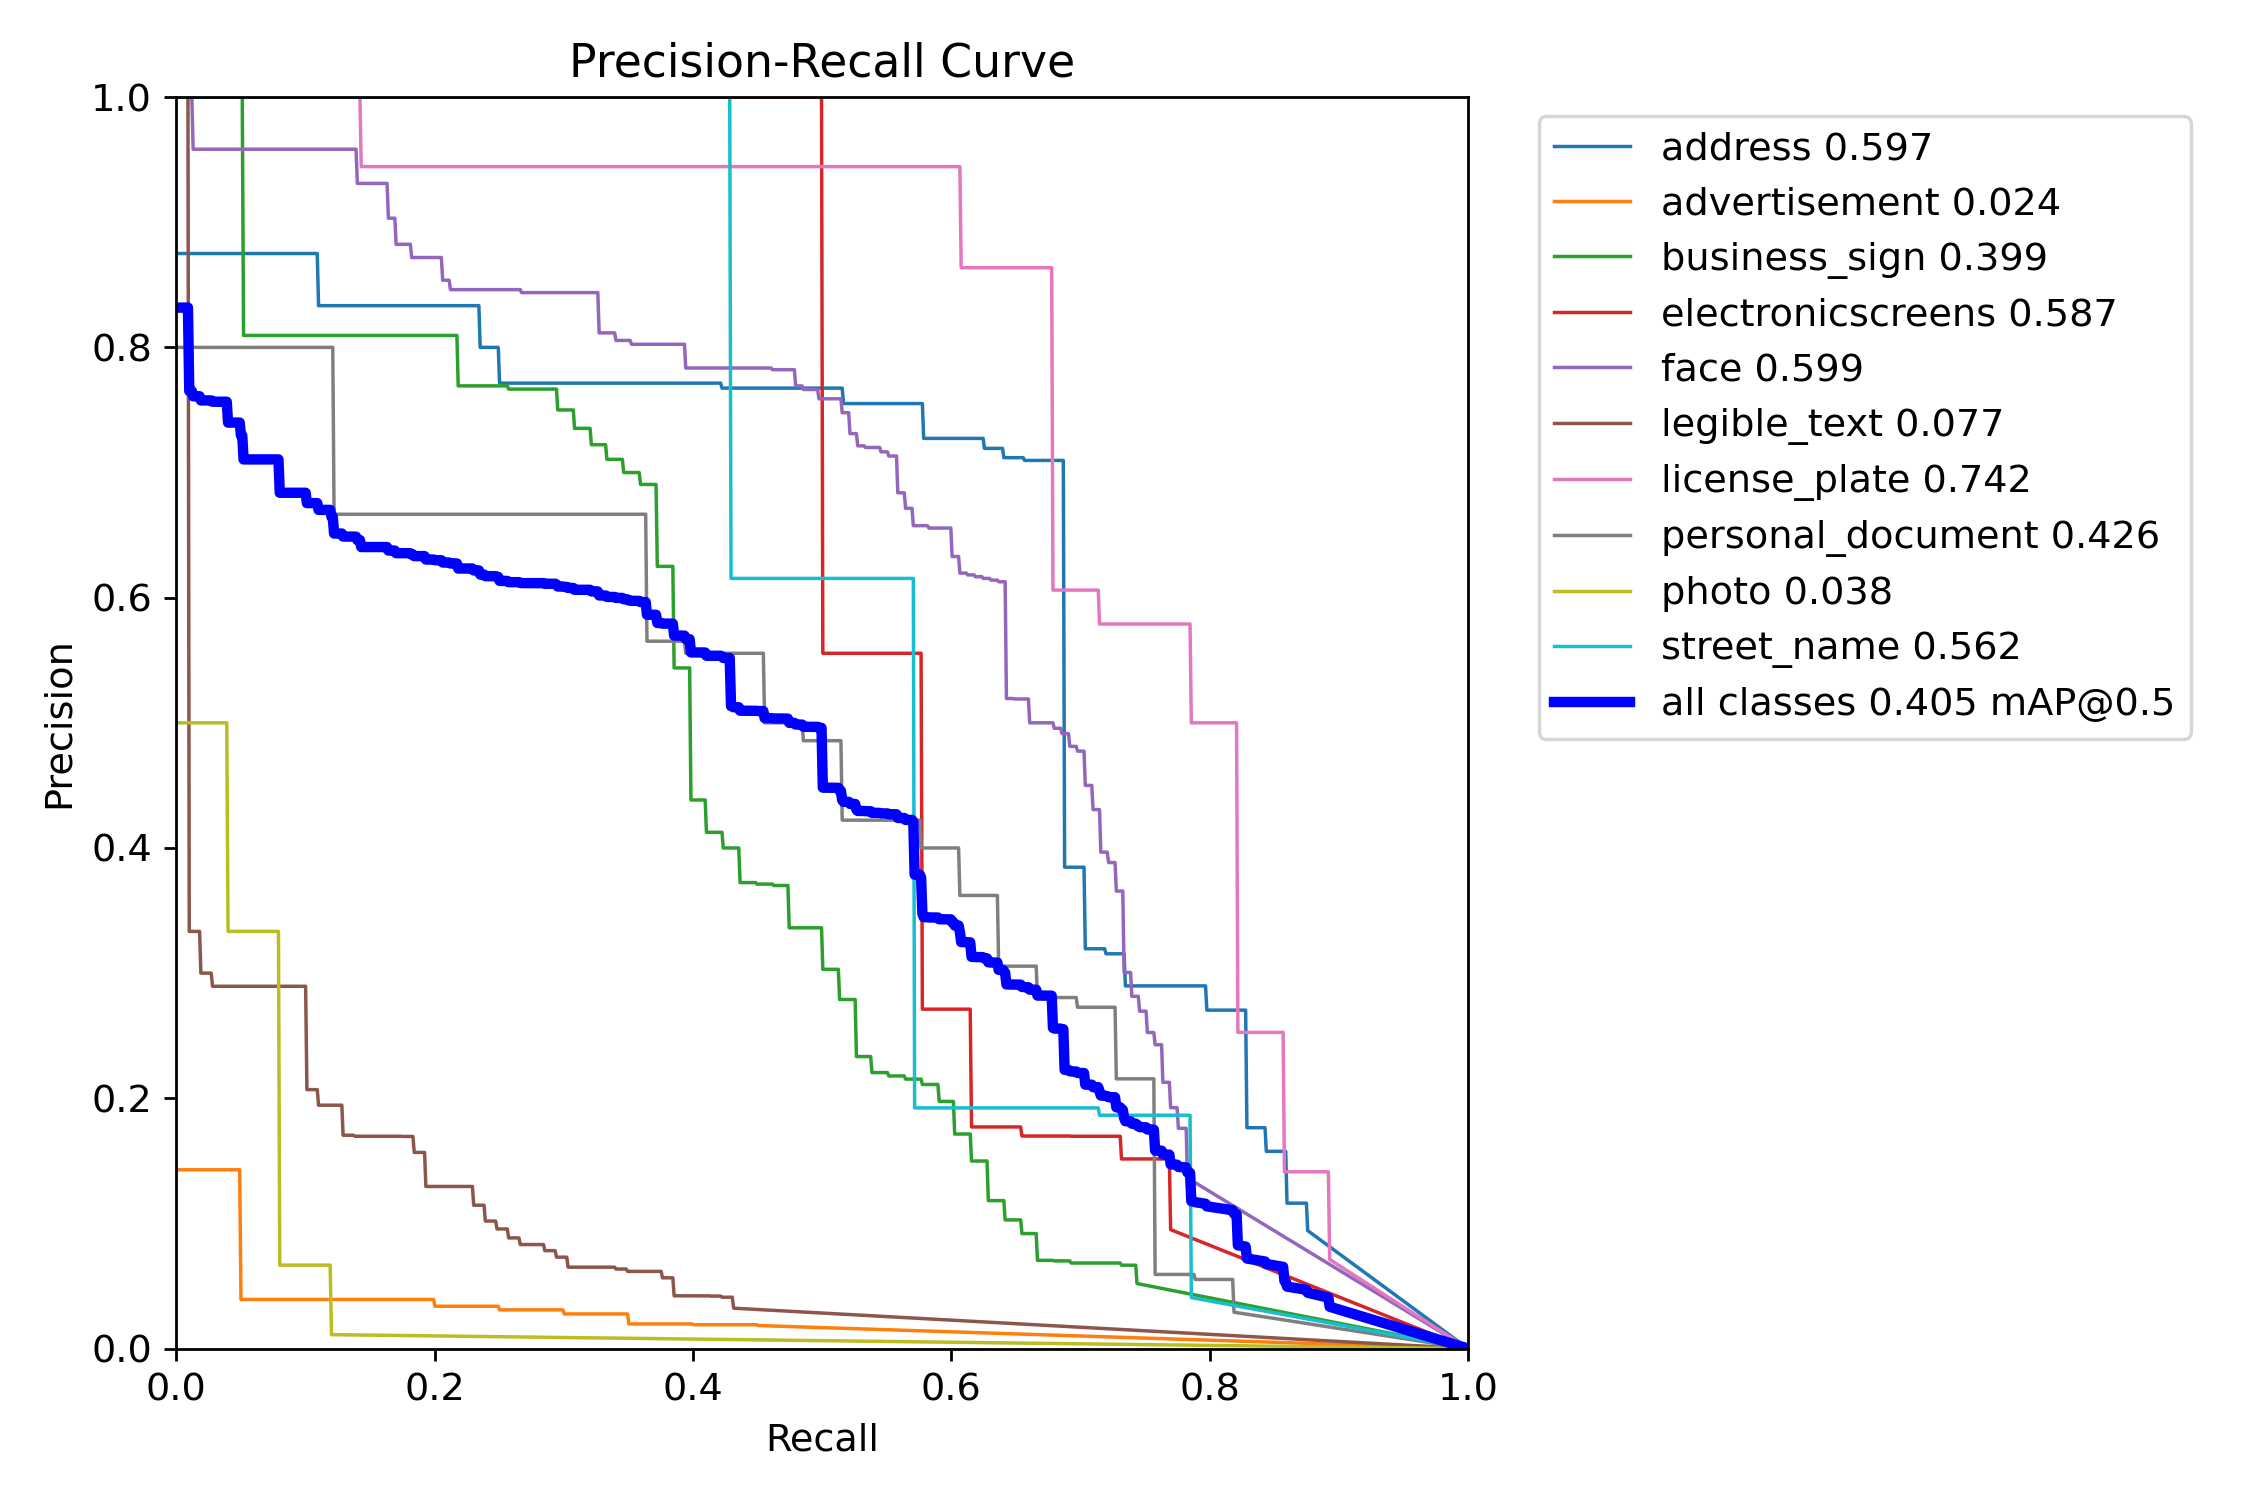 Precision-Recall Curve
1.0
0.8
0.6
0.4
0.2
0.0
Precision
0.0 0.2 0.4 0.6 0.8 1.0
Recall
address 0.597
advertisement 0.024
business_sign 0.399
electronicscreens 0.587
face 0.599
legible_text 0.077
license_plate 0.742
personal_document 0.426
photo 0.038
street_name 0.562
all classes 0.405 mAP@0.5